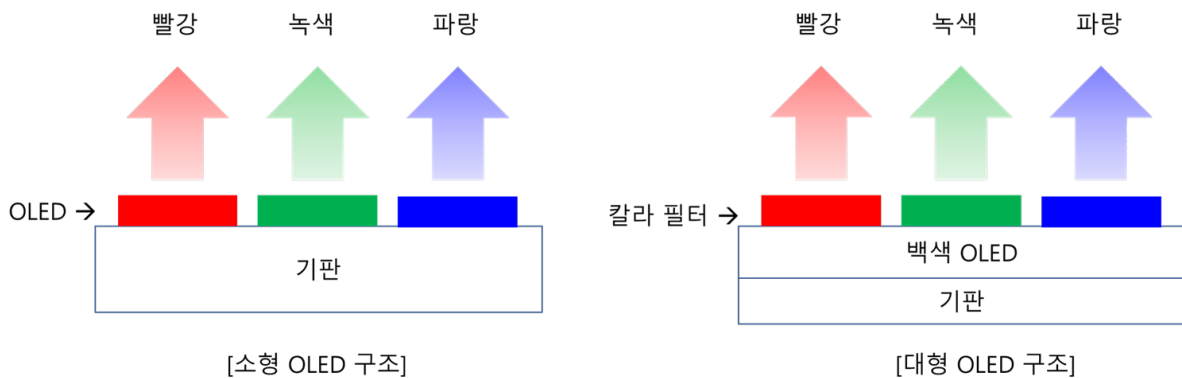 빨강 녹색 파랑
OLED →
기판
[소형 OLED 구조]
빨강 녹색 파랑
칼라 필터 →
백색 OLED
기판
[대형 OLED 구조]